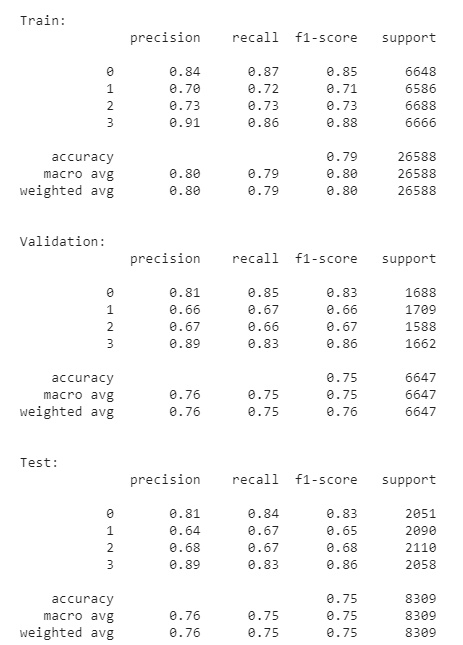 Train:
precision recall f1-score support
0 0.84 0.87 0.85 6648
1 0.70 0.72 0.71 6586
2 0.73 0.73 0.73 6688
3 0.91 0.86 0.88 6666
accuracy 0.79 26588
macro avg 0.80 0.79 0.80 26588
weighted avg 0.80 0.79 0.80 26588
Validation:
precision recall f1-score support
0 0.81 0.85 0.83 1688
1 0.66 0.67 0.66 1709
2 0.67 0.66 0.67 1588
3 0.89 0.83 0.86 1662
accuracy 0.75 6647
macro avg 0.76 0.75 0.75 6647
weighted avg 0.76 0.75 0.76 6647
Test:
precision recall f1-score support
0 0.81 0.84 0.83 2051
1 0.64 0.67 0.65 2090
2 0.68 0.67 0.68 2110
3 0.89 0.83 0.86 2058
accuracy 0.75 8309
macro avg 0.76 0.75 0.75 8309
weighted avg 0.76 0.75 0.75 8309